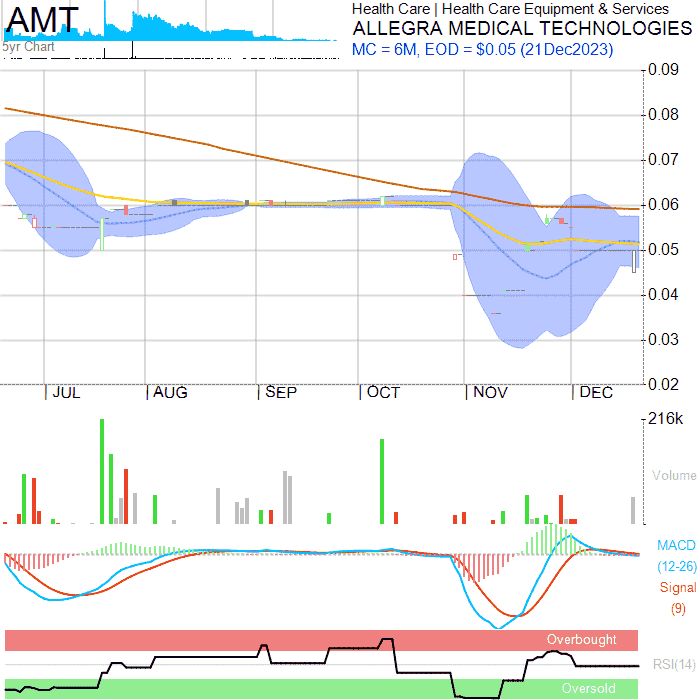 AMT
5yr Chart
Health Care | Health Care Equipment & Services
ALLEGRA MEDICAL TECHNOLOGIES
MC = 6M, EOD = $0.05 (21Dec2023)
0.09
0.08
0.07
0.06
0.05
0.04
0.03
0.02
JUL AUG SEP OCT NOV DEC
216k
Volume
MACD
(12-26)
Signal
(9)
Overbought
RSI(14)
Oversold